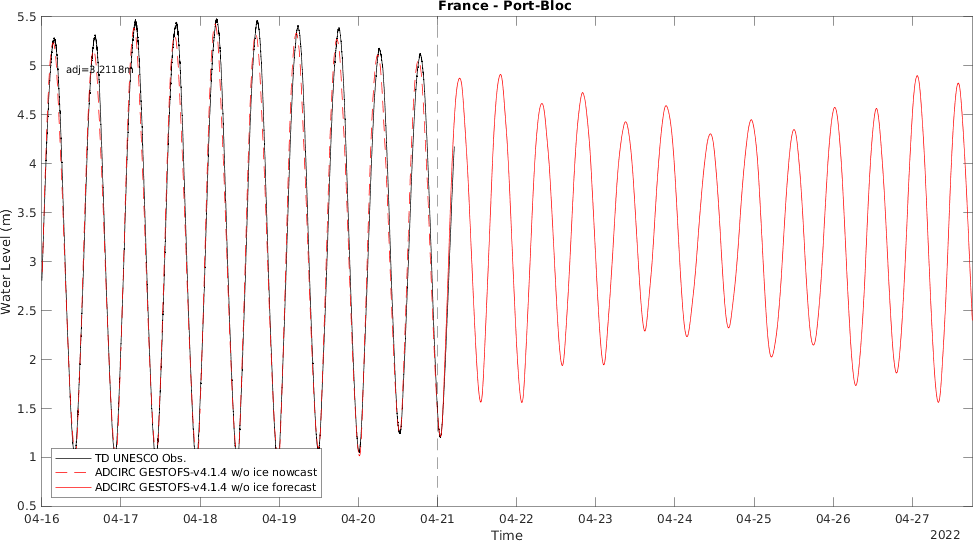 France - Port-Bloc
5.5
5
4.5
4
3.5
3
2.5
2
1.5
1
0.5
Water Level (m)
adj=3.2118m
TD UNESCO Obs.
ADCIRC GESTOFS-v4.1.4 w/o ice nowcast
ADCIRC GESTOFS-v4.1.4 w/o ice forecast
04-16 04-17 04-18 04-19 04-20 04-21 04-22 04-23 04-24 04-25 04-26 04-27
Time
2022